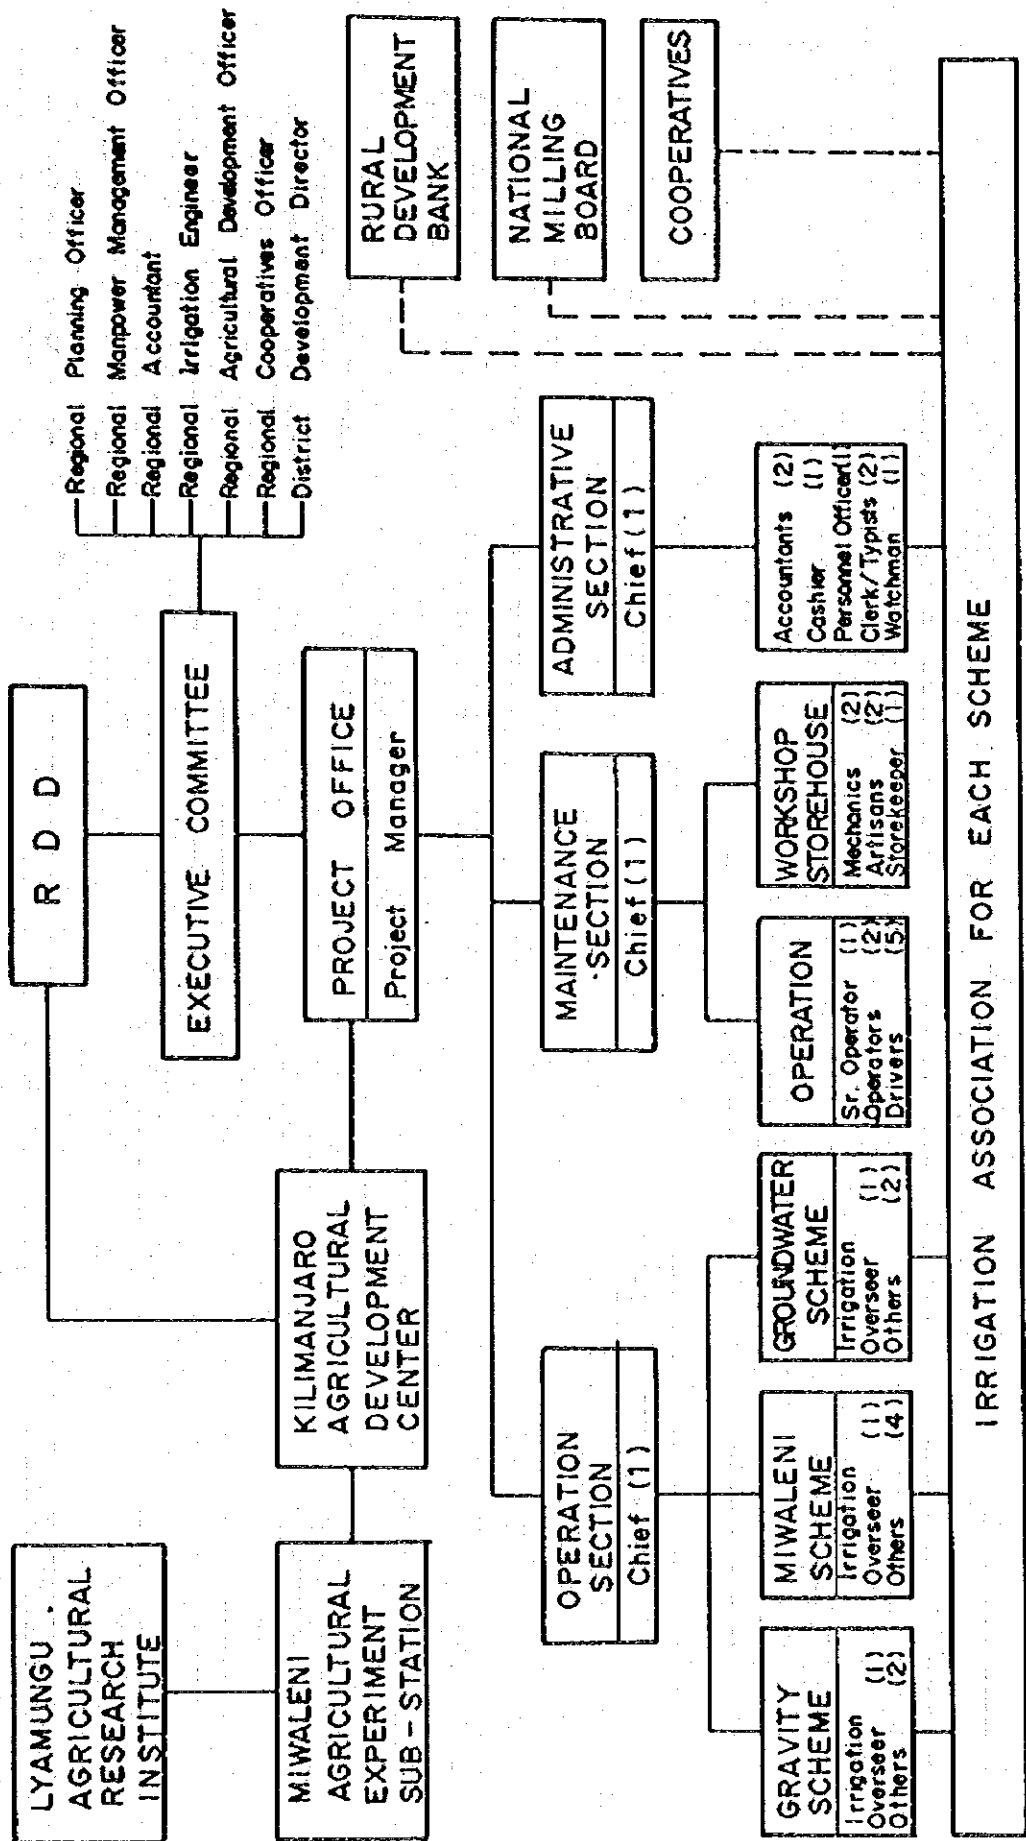 LYAMUNGU .
AGRICULTURAL
RESEARCH
INSTITUTE
R D D
Regional Planning Officer
Regional Manpower Management Officer
Regional Accountant
Regional Irrigation Engineer
Regional Agricultural Development Officer
Regional Cooperatives Officer
District Development Director
EXECUTIVE COMMITTEE
MIWALENI
AGRICULTURAL
EXPERIMENT
SUB-STATION
KILIMANJARO
AGRICULTURAL
DEVELOPMENT
CENTER
PROJECT OFFICE
Project Manager
RURAL
DEVELOPMENT
BANK
NATIONAL
MILLING
BOARD
COOPERATIVES
OPERATION
SECTION
Chief (1)
MAINTENANCE
SECTION
Chief (1)
ADMINISTRATIVE
SECTION
Chief (1)
GRAVITY
SCHEME
Irrigation
Overseer (1)
Others (2)
MIWALENI
SCHEME
Irrigation
Overseer (1)
Others (4)
GROUNDWATER
SCHEME
Irrigation
Overseer (1)
Others (2)
OPERATION
Sr. Operator (1)
Operators (2)
Drivers (5)
WORKSHOP
STOREHOUSE
Mechanics (2)
Artisans (2)
Storekeeper (1)
Accountants (2)
Cashier (1)
Personnel Officer (1)
Clerk/Typists (2)
Watchman (1)
IRRIGATION ASSOCIATION FOR EACH SCHEME